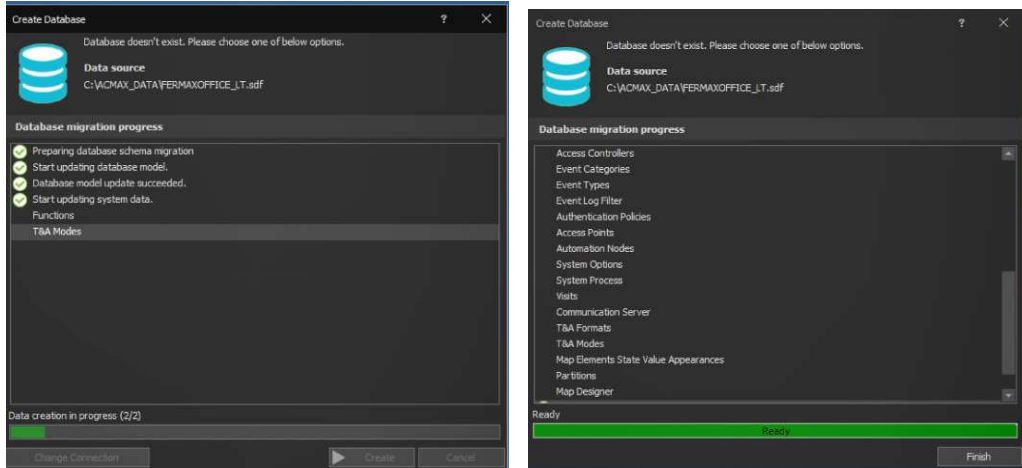 Create Database
?
Database doesn't exist. Please choose one of below options.
Data source
C:\ACMAX_DATA\FERMAXOFFICE_LT.sdf
Database migration progress
Preparing database schema migration
Start updating database model.
Database model update succeeded.
Start updating system data.
Functions
T&A Modes
Data creation in progress (2/2)
Change Connection
Create
Cancel
Create Database
?
Database doesn't exist. Please choose one of below options.
Data source
C:\ACMAX_DATA\FERMAXOFFICE_LT.sdf
Database migration progress
Access Controllers
Event Categories
Event Types
Event Log Filter
Authentication Policies
Access Points
Automation Nodes
System Options
System Process
Visits
Communication Server
T&A Formats
T&A Modes
Map Elements State Value Appearances
Partitions
Map Designer
Ready
Ready
Finish